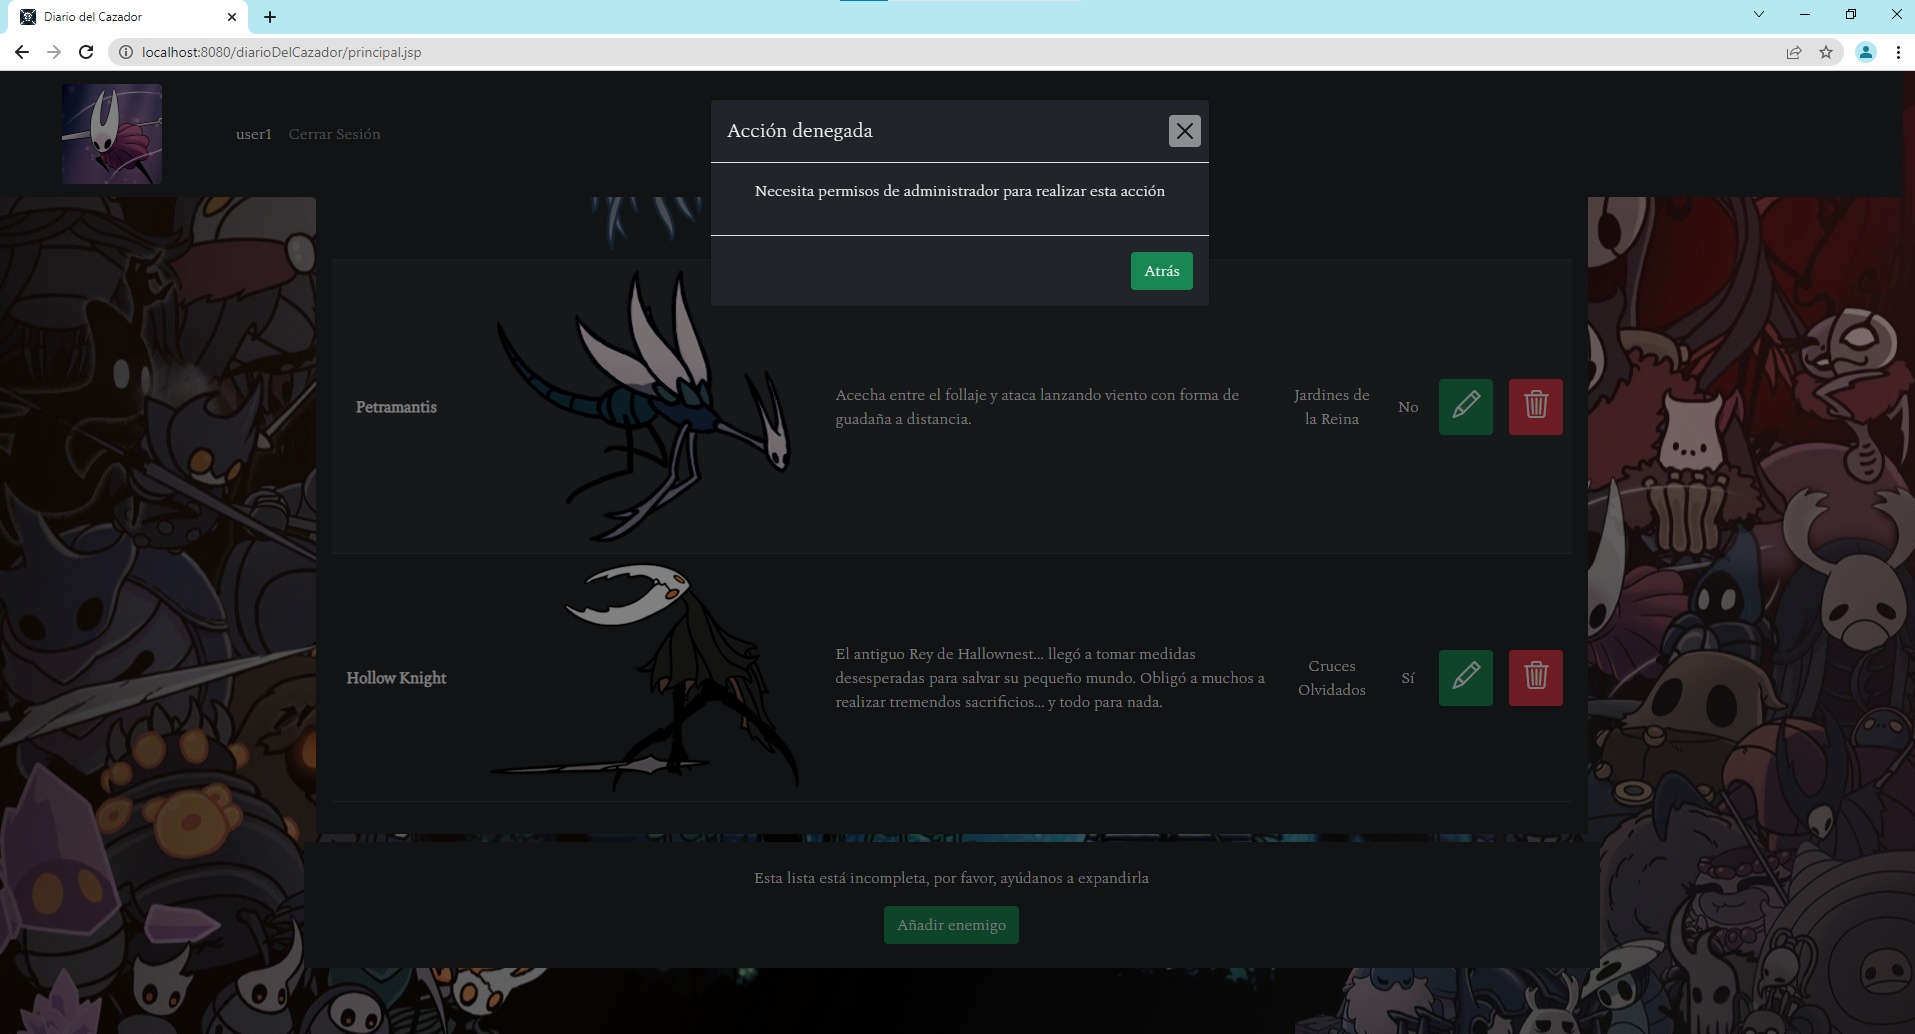 Diario del Cazador
localhost:8080/diarioDelCazador/principal.jsp
user1 Cerrar Sesión
Acción denegada
Necesita permisos de administrador para realizar esta acción
Atrás
Petramantis
Acecha entre el follaje y ataca lanzando viento con forma de
guadaña a distancia.
Jardines de
la Reina
No
Hollow Knight
El antiguo Rey de Hallownest... llegó a tomar medidas
desesperadas para salvar su pequeño mundo. Obligó a muchos a
realizar tremendos sacrificios... y todo para nada.
Cruces
Olvidados
Sí
Esta lista está incompleta, por favor, ayúdanos a expandirla
Añadir enemigo